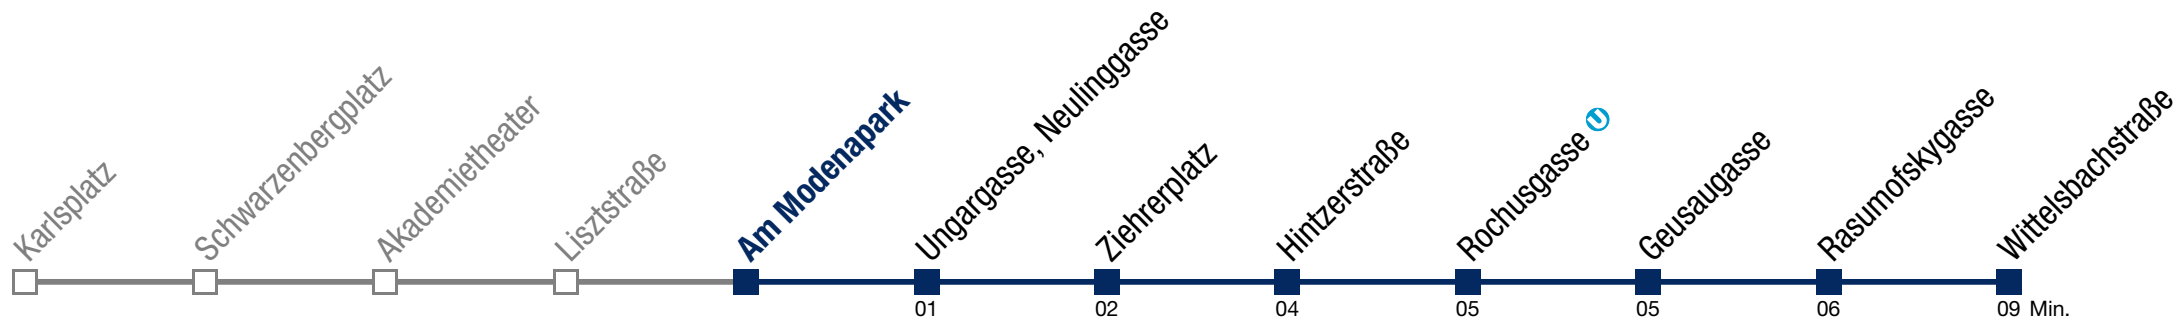 Karlsplatz
Schwarzenbergplatz
Akademietheater
Lisztstraße
Am Modenapark
Ungargasse, Neulinggasse
Ziehrerplatz
Hintzerstraße
Rochusgasse U
Geusaugasse
Rasumofskygasse
Wittelsbachstraße
01 02 04 05 05 06 09 Min.